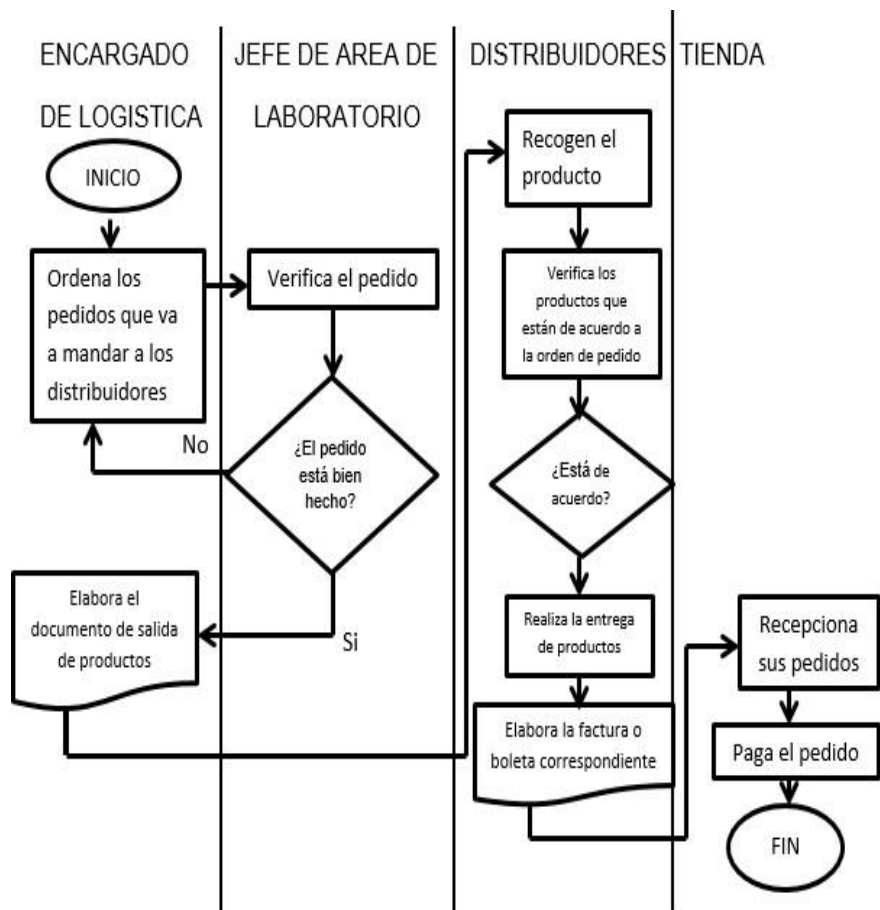 ENCARGADO
DE LOGISTICA
JEFE DE AREA DE
LABORATORIO
DISTRIBUIDORES
TIENDA
INICIO
Ordena los
pedidos que va
a mandar a los
distribuidores
Verifica el pedido
¿El pedido
está bien
hecho?
No
Si
Elabora el
documento de salida
de productos
Recogen el
producto
Verifica los
productos que
están de acuerdo a
la orden de pedido
¿Está de
acuerdo?
Realiza la entrega
de productos
Elabora la factura o
boleta correspondiente
Recepciona
sus pedidos
Paga el pedido
FIN